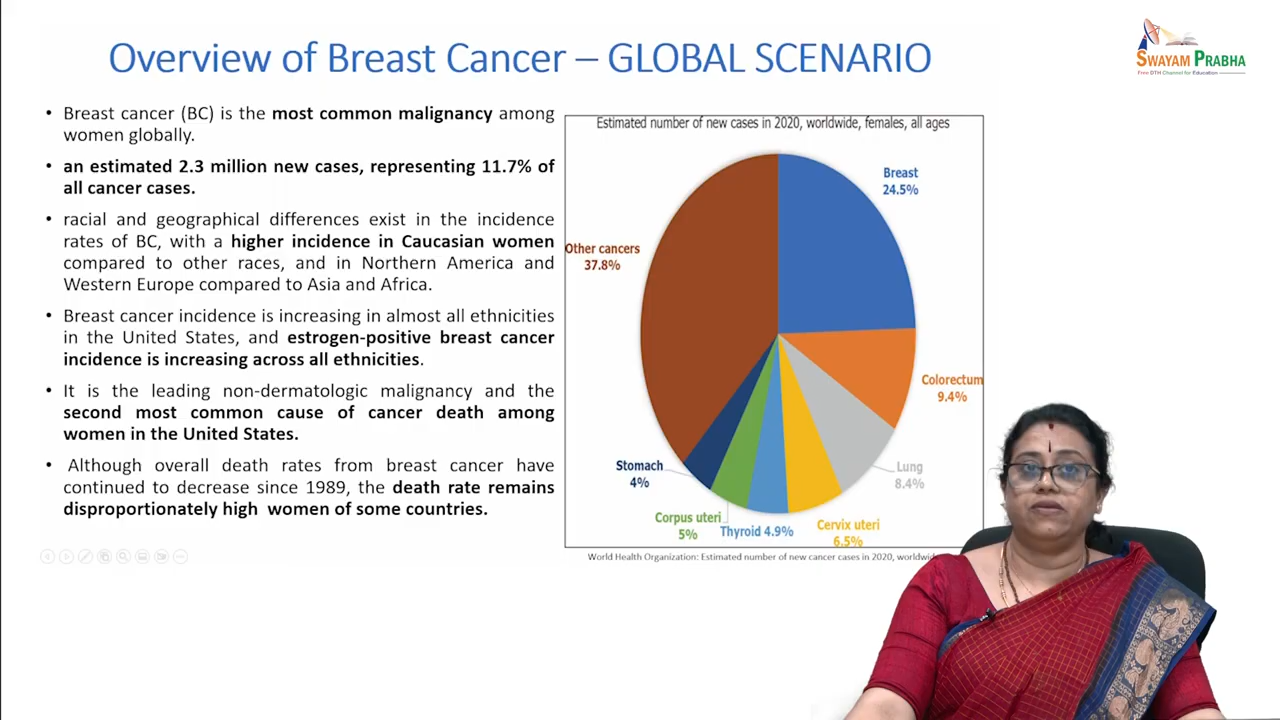 Overview of Breast Cancer – GLOBAL SCENARIO
SWAYAM PRABHA
Free DTH Channel for Education
• Breast cancer (BC) is the most common malignancy among
women globally.
• an estimated 2.3 million new cases, representing 11.7% of
all cancer cases.
• racial and geographical differences exist in the incidence
rates of BC, with a higher incidence in Caucasian women
compared to other races, and in Northern America and
Western Europe compared to Asia and Africa.
• Breast cancer incidence is increasing in almost all ethnicities
in the United States, and estrogen-positive breast cancer
incidence is increasing across all ethnicities.
• It is the leading non-dermatologic malignancy and the
second most common cause of cancer death among
women in the United States.
• Although overall death rates from breast cancer have
continued to decrease since 1989, the death rate remains
disproportionately high women of some countries.
Estimated number of new cases in 2020, worldwide, females, all ages
Breast
24.5%
Other cancers
37.8%
Colorectum
9.4%
Lung
8.4%
Stomach
4%
Corpus uteri
5%
Thyroid 4.9%
Cervix uteri
6.5%
World Health Organization: Estimated number of new cancer cases in 2020,